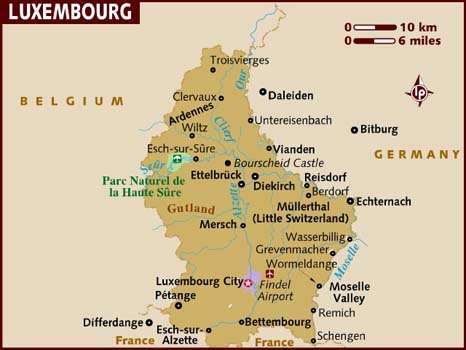 LUXEMBOURG
0 10 km
0 6 miles
Troisvierges
Our
BELGIUM
Clervaux
Daleiden
Ardennes
Untereisenbach
Wiltz
Clerf
Bitburg
Esch-sur-Sûre
Vianden
GERMANY
Sûr
Bourscheid Castle
Parc Naturel de
la Haute Sûre
Ettelbrück
Diekirch
Reisdorf
Berdorf
Alzette
Echternach
Müllerthal
(Little Switzerland)
Gutland
Mersch
Wasserbillig
Grevenmacher
Moselle
Wormeldange
Luxembourg City
Findel
Airport
Moselle
Valley
Pétange
Remich
Differdange
Bettembourg
Esch-sur-
Alzette
Schengen
France
France
lp